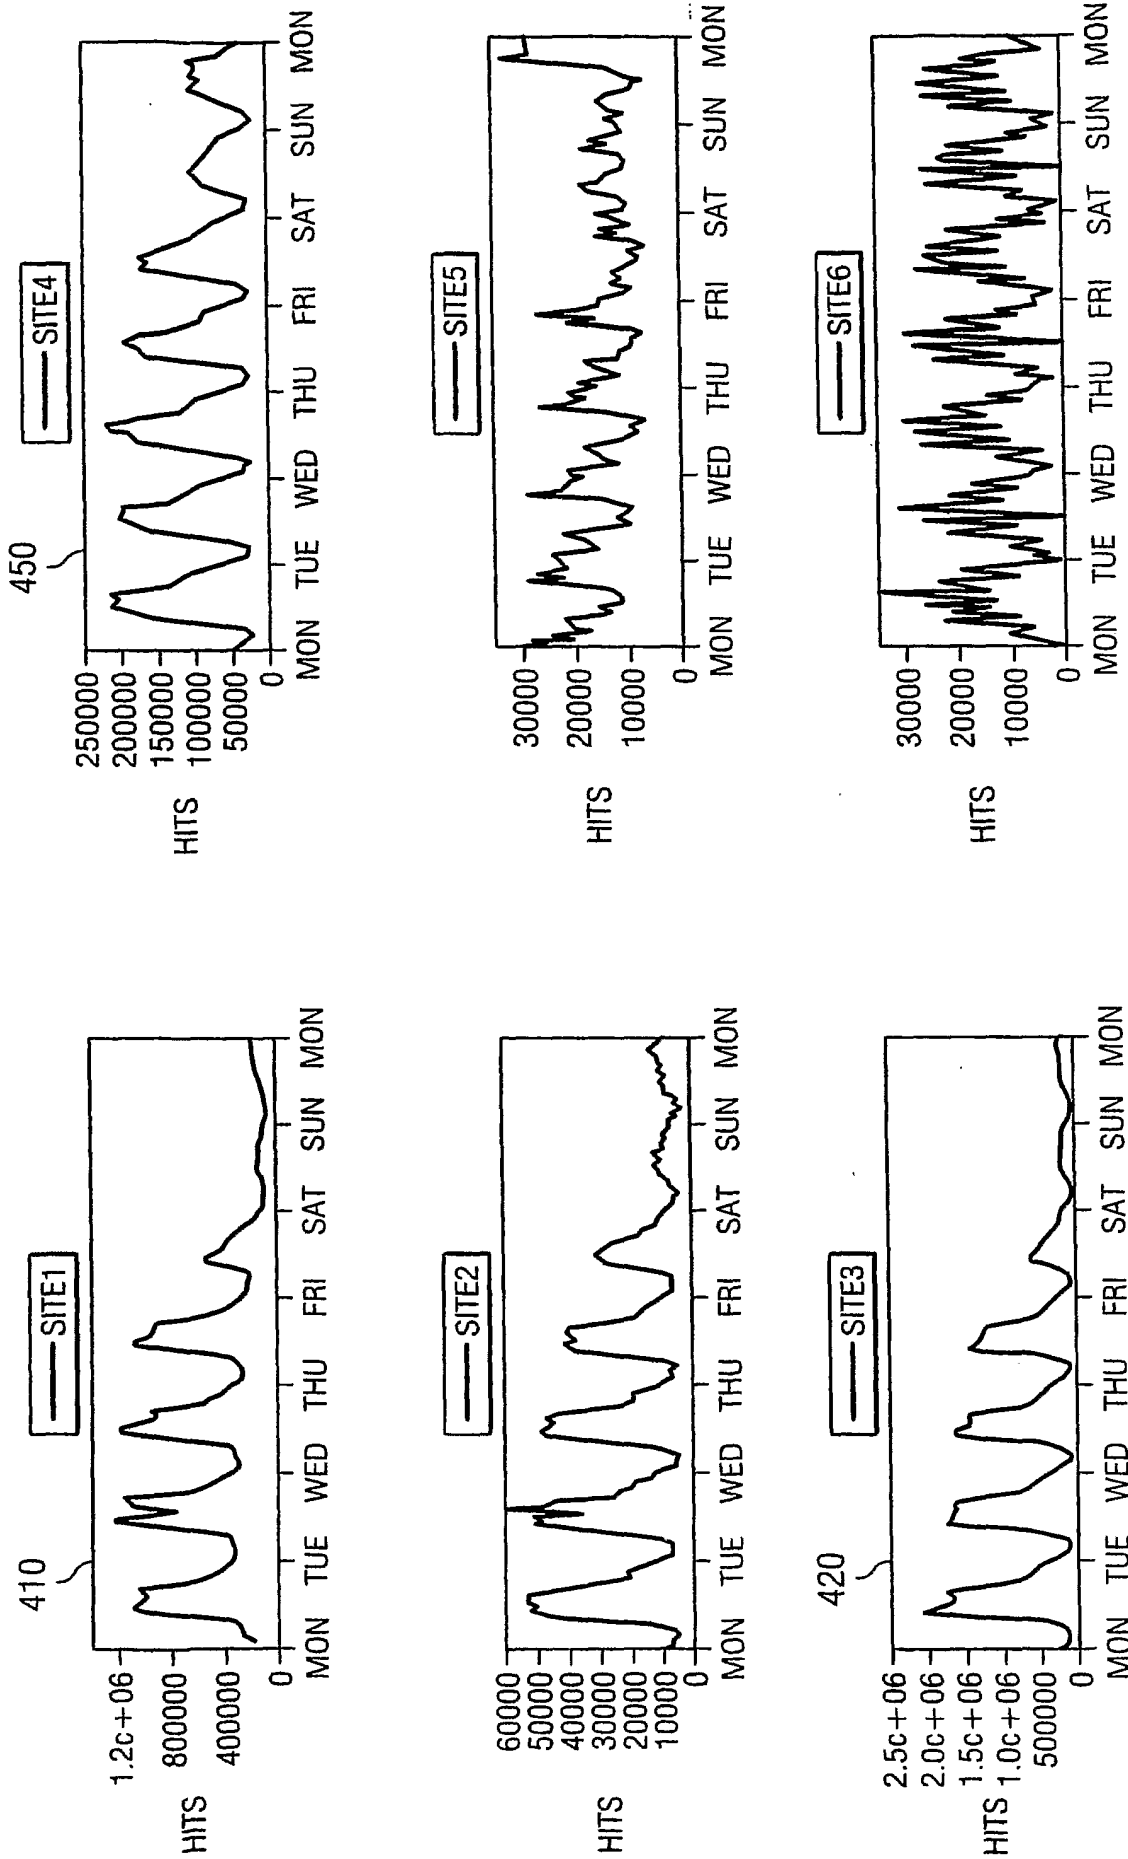 410
SITE1
HITS
1.2c+06
800000
400000
0
MON TUE WED THU FRI SAT SUN MON
SITE2
HITS
60000
50000
40000
30000
20000
10000
0
MON TUE WED THU FRI SAT SUN MON
420
SITE3
HITS
2.5c+06
2.0c+06
1.5c+06
1.0c+06
500000
0
MON TUE WED THU FRI SAT SUN MON
450
SITE4
HITS
250000
200000
150000
100000
50000
0
MON TUE WED THU FRI SAT SUN MON
SITE5
HITS
30000
20000
10000
0
MON TUE WED THU FRI SAT SUN MON
SITE6
HITS
30000
20000
10000
0
MON TUE WED THU FRI SAT SUN MON